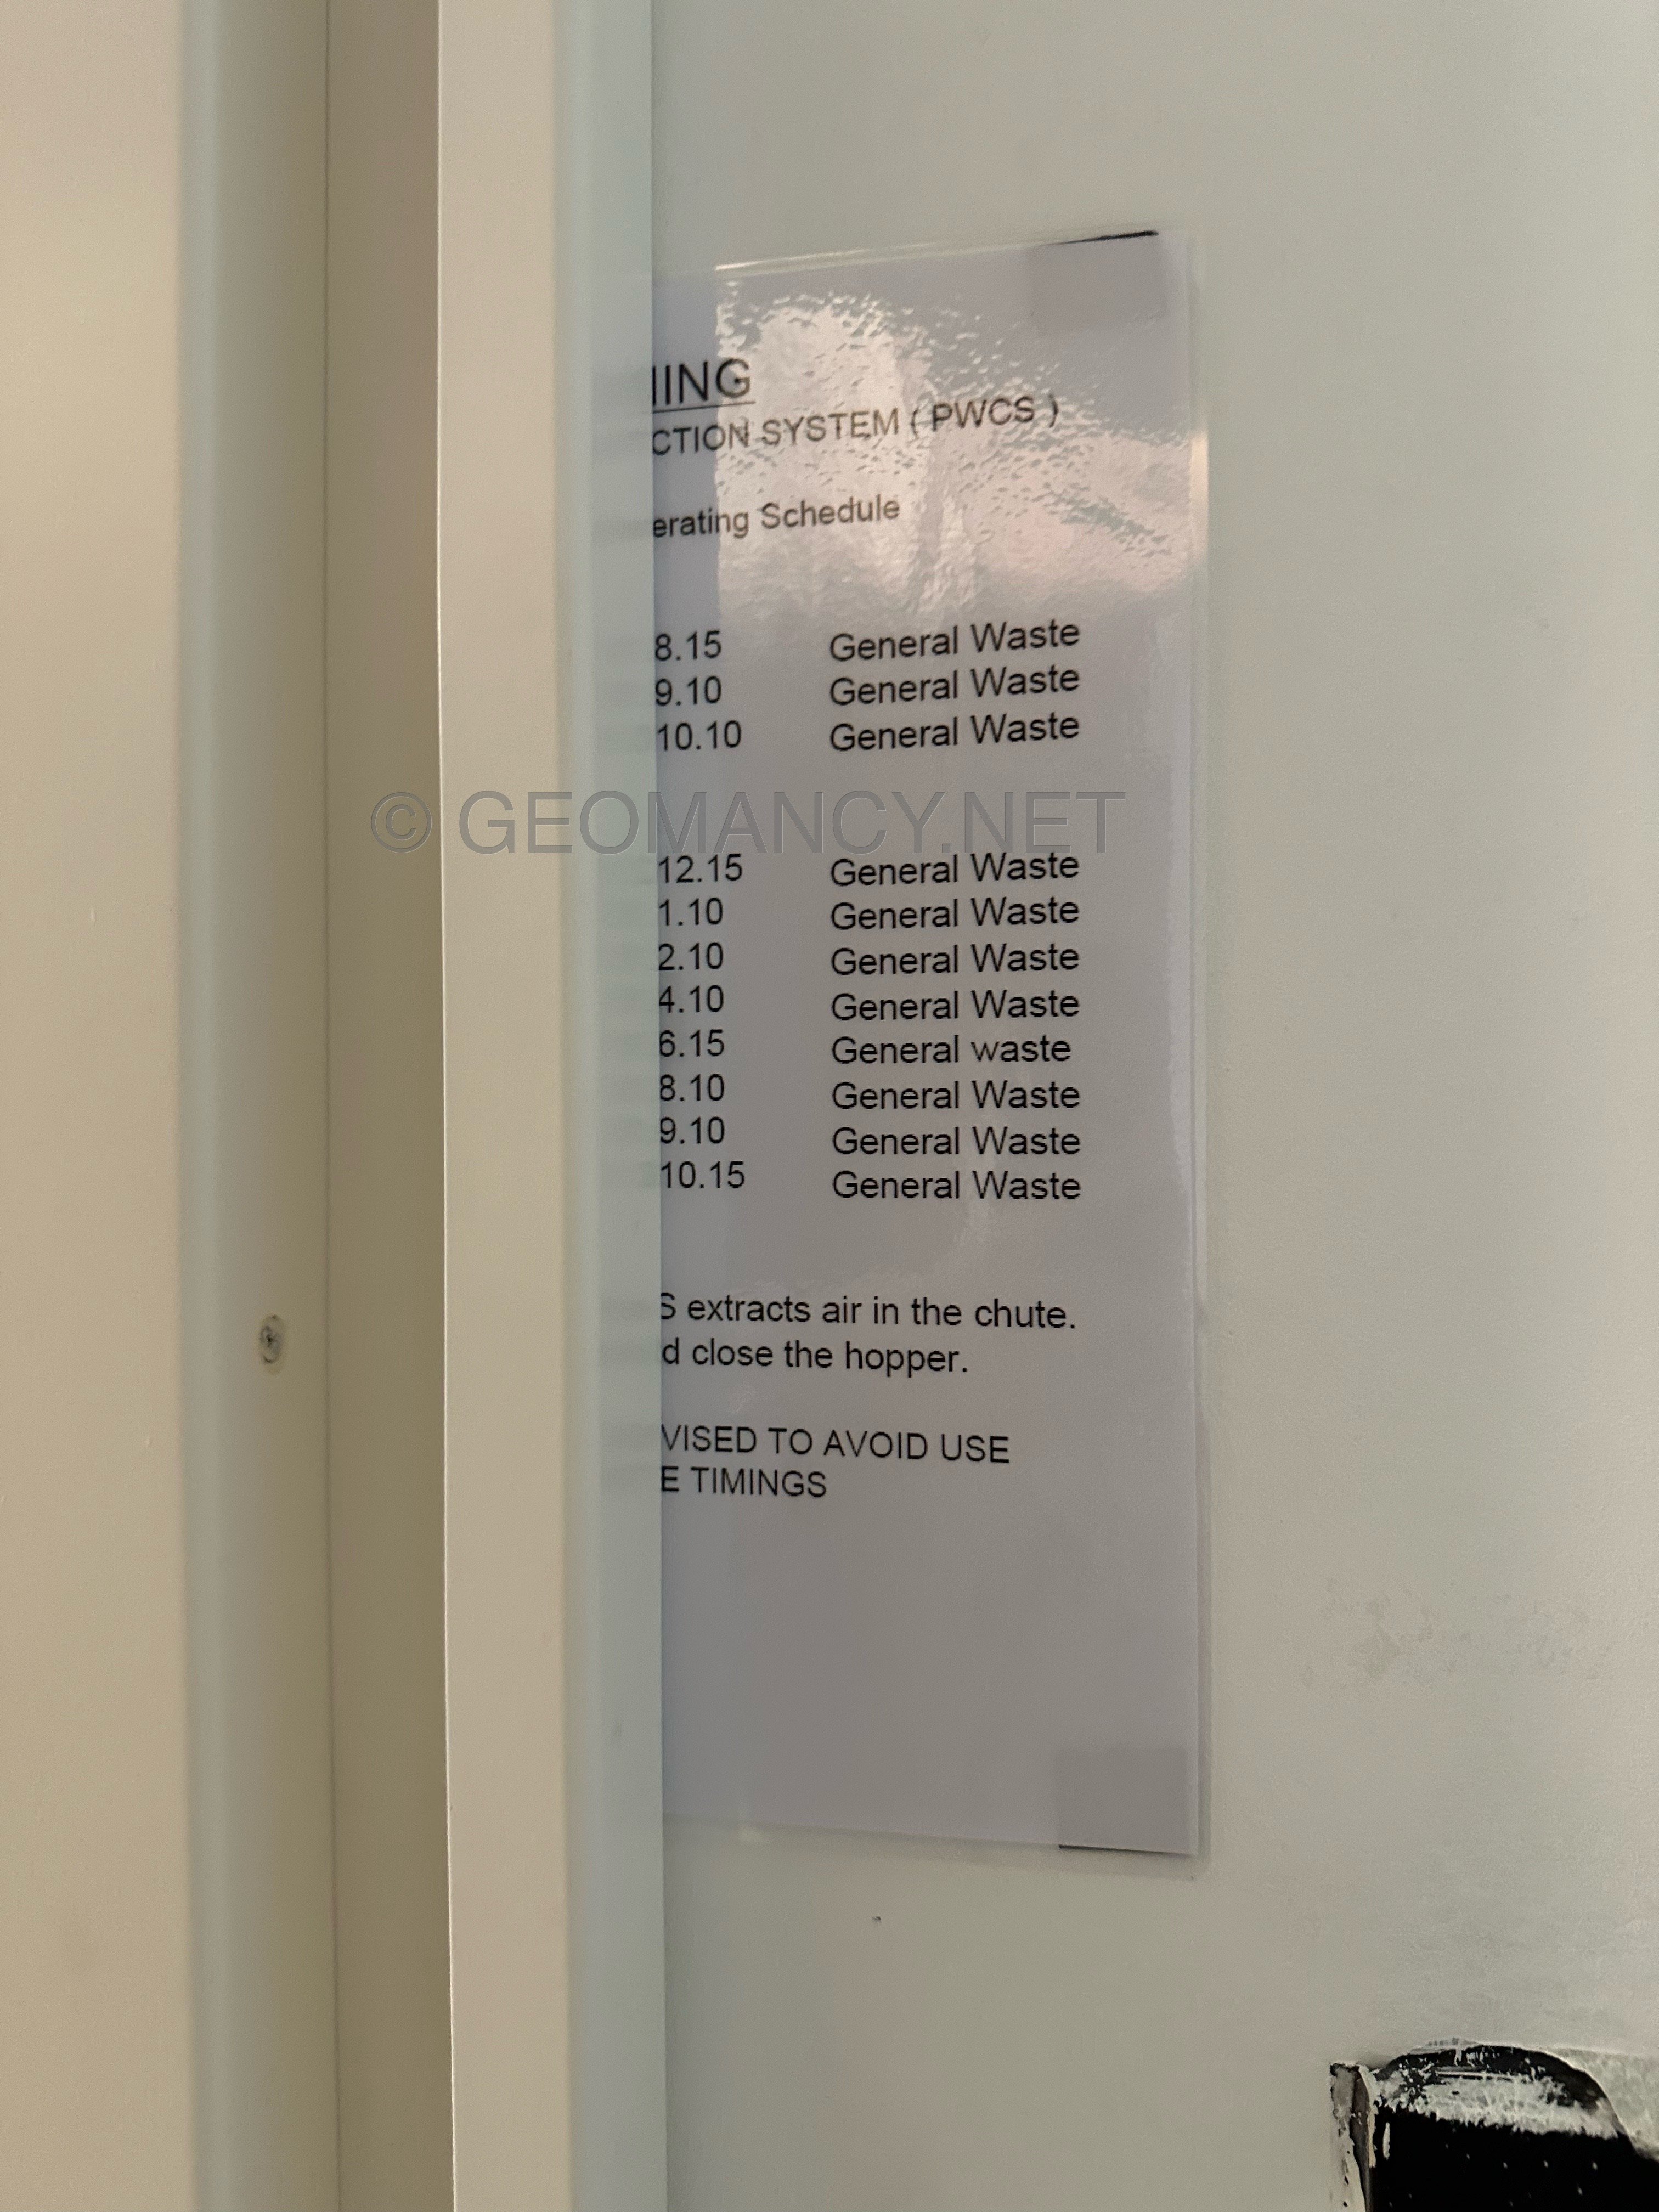 NING
CTION SYSTEM ( PWCS )
erating Schedule
8.15 General Waste
9.10 General Waste
10.10 General Waste
© GEOMANCY.NET
12.15 General Waste
1.10 General Waste
2.10 General Waste
4.10 General Waste
6.15 General waste
8.10 General Waste
9.10 General Waste
10.15 General Waste
S extracts air in the chute.
d close the hopper.
VISED TO AVOID USE
E TIMINGS